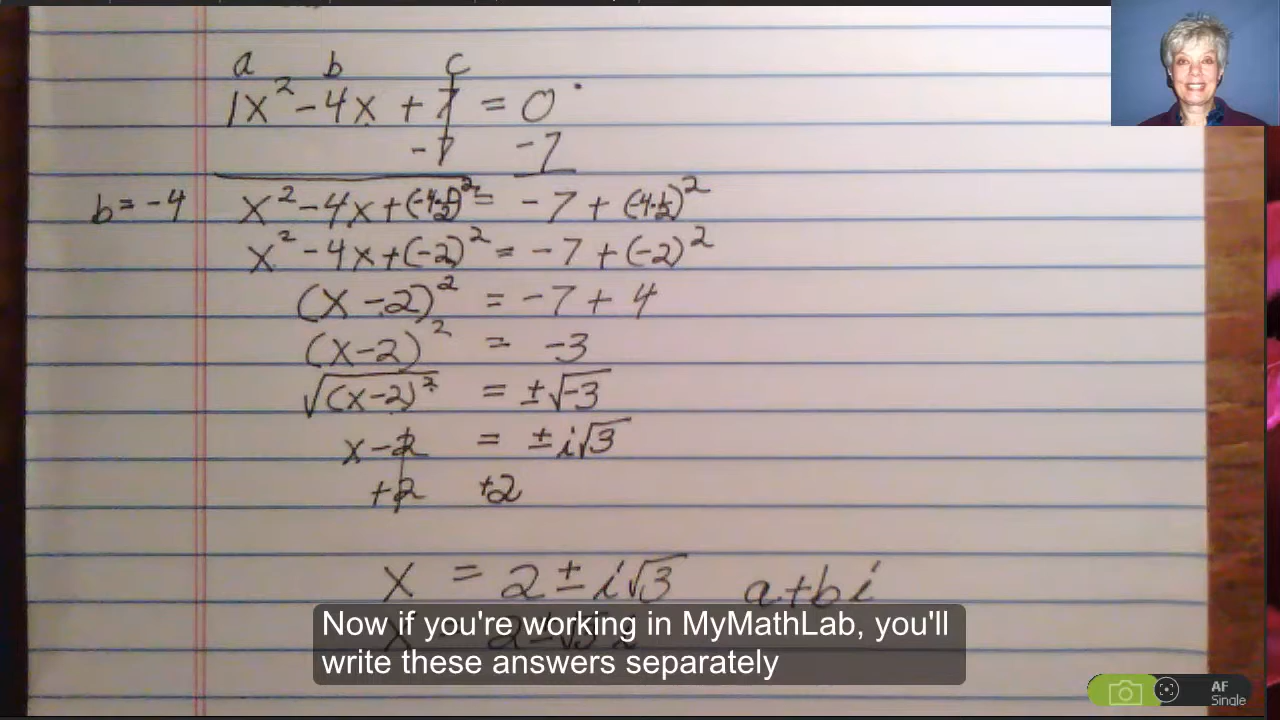 a b c
1x² - 4x + 7 = 0
-7 -7
b = -4 x² - 4x + (-4·½)² = -7 + (-4·½)²
x² - 4x + (-2)² = -7 + (-2)²
(x - 2)² = -7 + 4
(x - 2)² = -3
√(x-2)² = ±√-3
x - 2 = ± i√3
+2 +2
x = 2 ± i√3 a + b i
x = 2 ± √3 i
Now if you're working in MyMathLab, you'll
write these answers separately
AF
Single